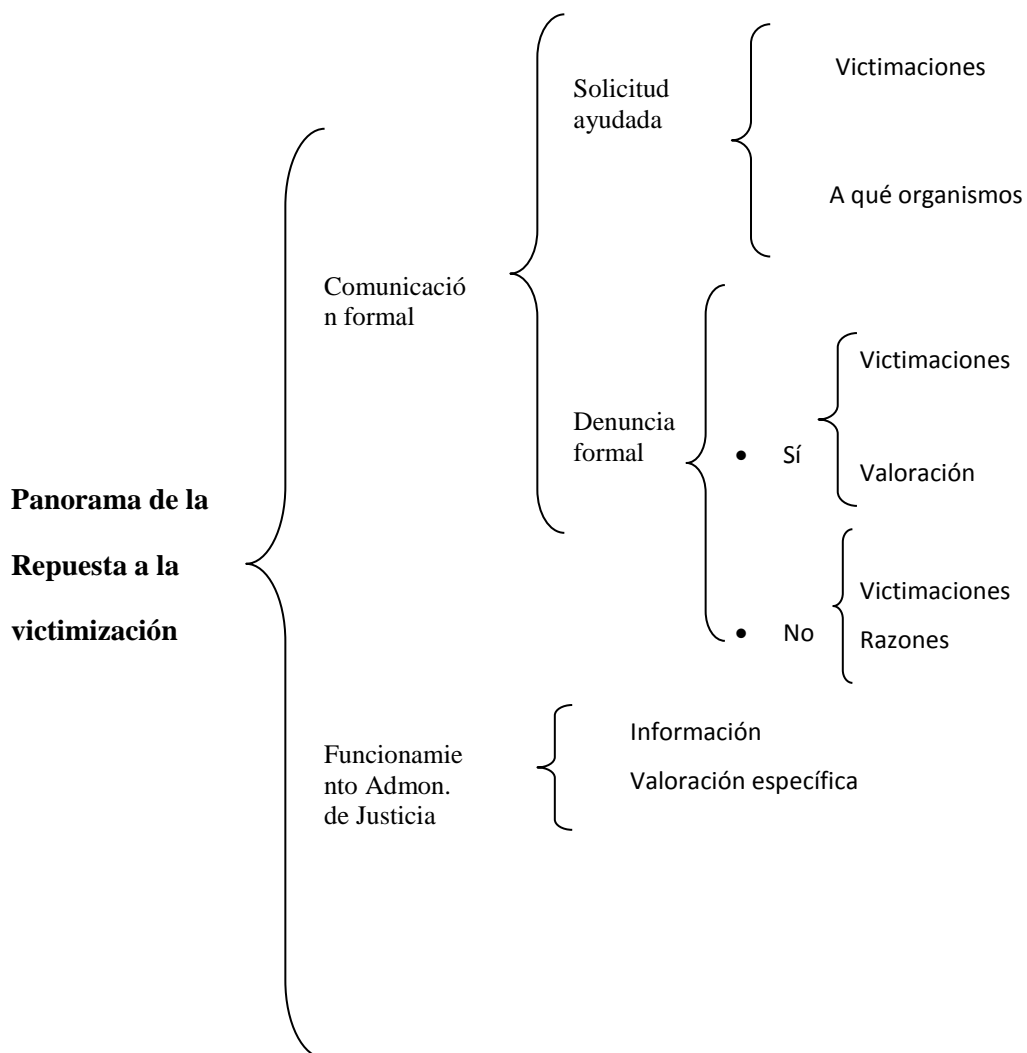 Panorama de la
Repuesta a la
victimización
Comunicació
n formal
Solicitud
ayudada
Victimaciones
A qué organismos
Denuncia
formal
• Sí
Victimaciones
Valoración
• No
Victimaciones
Razones
Funcionamie
nto Admon.
de Justicia
Información
Valoración específica